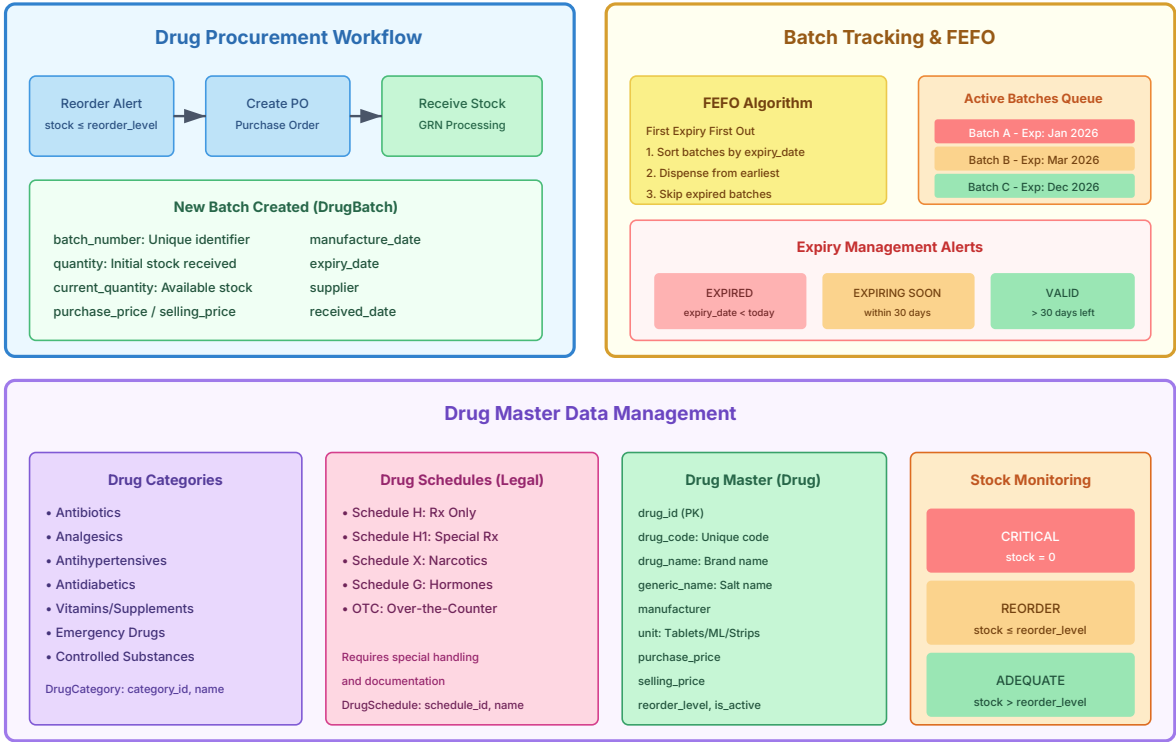 Drug Procurement Workflow
Reorder Alert
stock ≤ reorder_level
Create PO
Purchase Order
Receive Stock
GRN Processing
New Batch Created (DrugBatch)
batch_number: Unique identifier
quantity: Initial stock received
current_quantity: Available stock
purchase_price / selling_price
manufacture_date
expiry_date
supplier
received_date
Batch Tracking & FEFO
FEFO Algorithm
First Expiry First Out
1. Sort batches by expiry_date
2. Dispense from earliest
3. Skip expired batches
Active Batches Queue
Batch A - Exp: Jan 2026
Batch B - Exp: Mar 2026
Batch C - Exp: Dec 2026
Expiry Management Alerts
EXPIRED
expiry_date < today
EXPIRING SOON
within 30 days
VALID
> 30 days left
Drug Master Data Management
Drug Categories
• Antibiotics
• Analgesics
• Antihypertensives
• Antidiabetics
• Vitamins/Supplements
• Emergency Drugs
• Controlled Substances
DrugCategory: category_id, name
Drug Schedules (Legal)
• Schedule H: Rx Only
• Schedule H1: Special Rx
• Schedule X: Narcotics
• Schedule G: Hormones
• OTC: Over-the-Counter
Requires special handling
and documentation
DrugSchedule: schedule_id, name
Drug Master (Drug)
drug_id (PK)
drug_code: Unique code
drug_name: Brand name
generic_name: Salt name
manufacturer
unit: Tablets/ML/Strips
purchase_price
selling_price
reorder_level, is_active
Stock Monitoring
CRITICAL
stock = 0
REORDER
stock ≤ reorder_level
ADEQUATE
stock > reorder_level